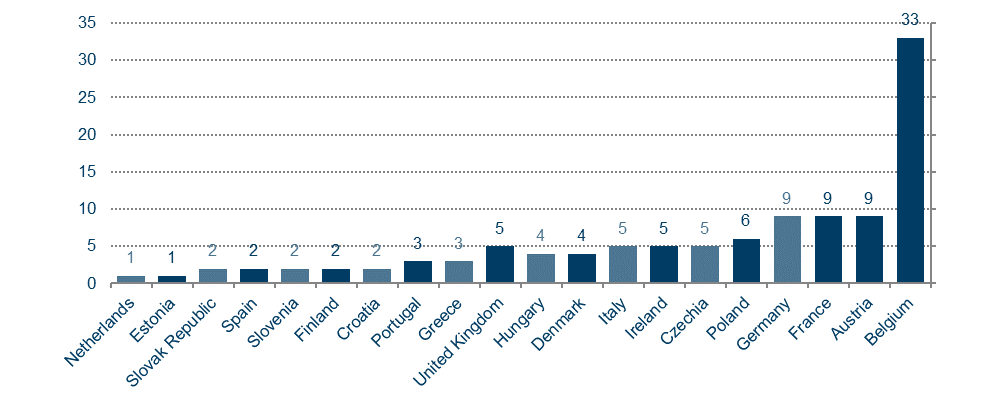 35
30
25
20
15
10
5
0
1
1
2
2
2
2
2
3
3
5
4
4
5
5
5
6
9
9
9
33
Netherlands
Estonia
Slovak Republic
Spain
Slovenia
Finland
Croatia
Portugal
Greece
United Kingdom
Hungary
Denmark
Italy
Ireland
Czechia
Poland
Germany
France
Austria
Belgium